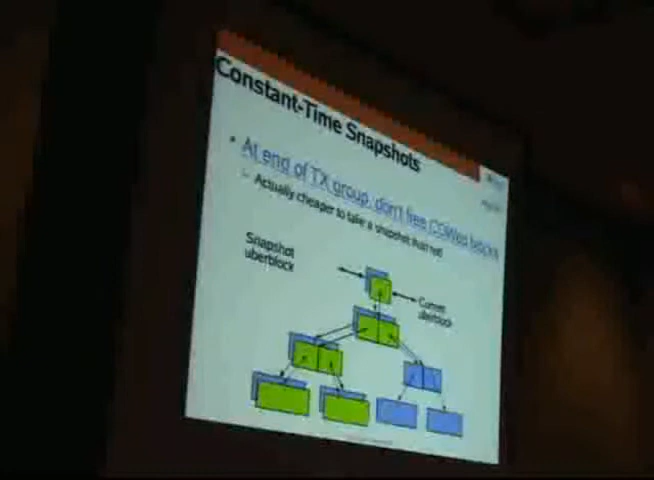 Constant-Time Snapshots
• At end of TX group, don't free COWed blocks
– Actually cheaper to take a snapshot than not!
Snapshot
uberblock
Current
uberblock